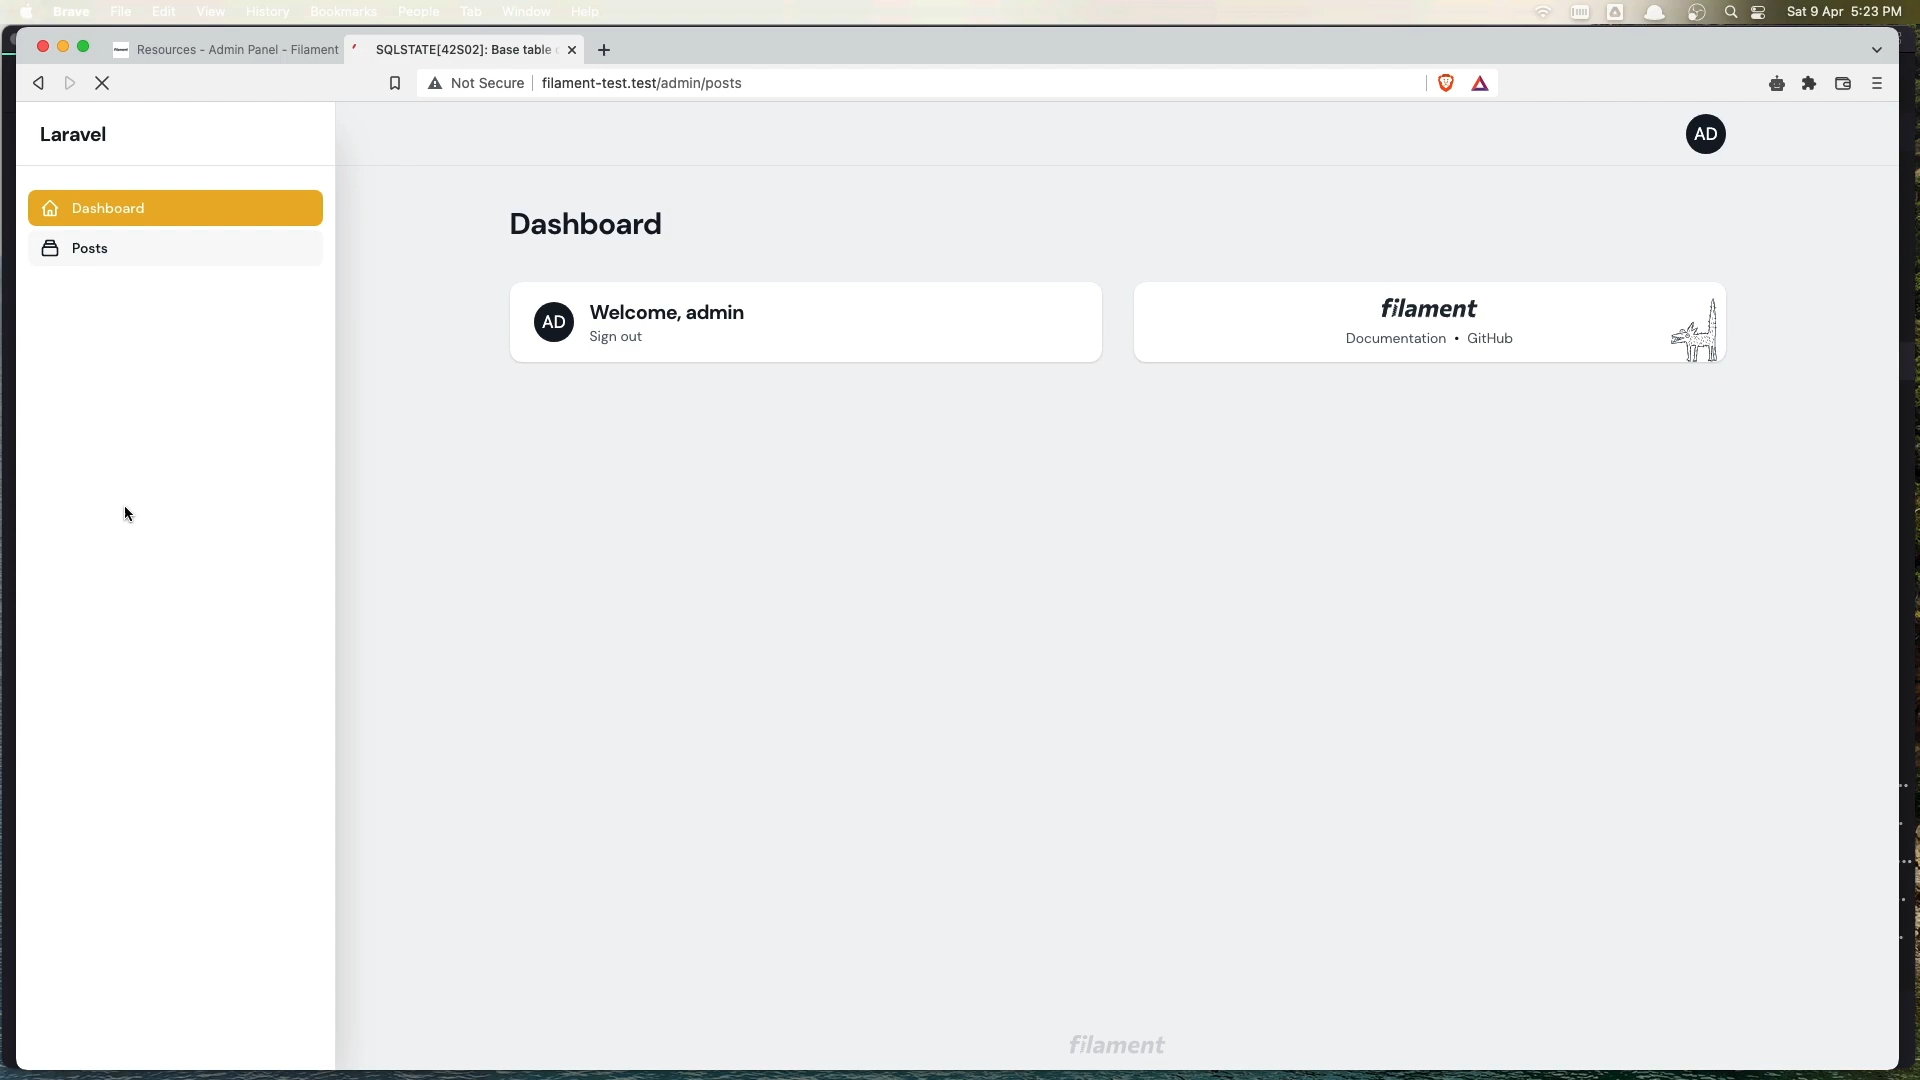 Brave File Edit View History Bookmarks People Tab Window Help Sat 9 Apr 5:23 PM
Resources - Admin Panel - Filament SQLSTATE[42S02]: Base table
Not Secure filament-test.test/admin/posts
Laravel AD
Dashboard
Posts
Dashboard
AD Welcome, admin
Sign out
filament
Documentation • GitHub
filament